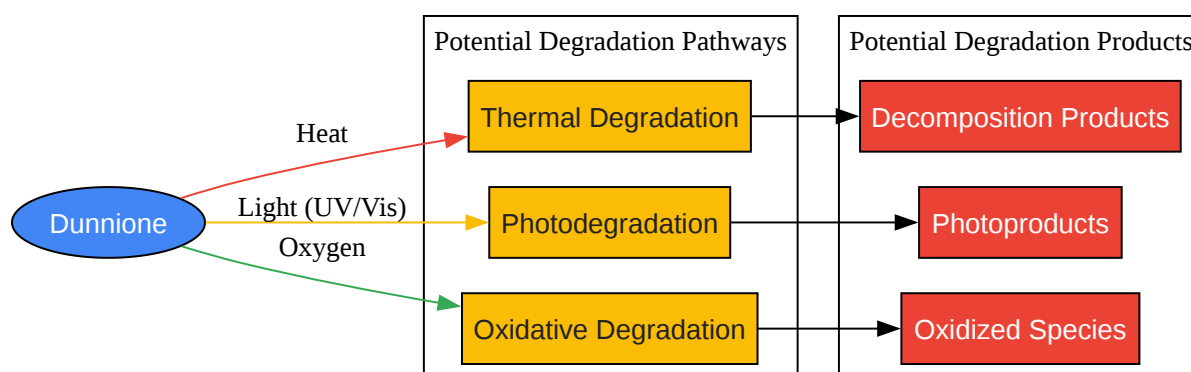 Potential Degradation Pathways
Potential Degradation Products
Thermal Degradation
Decomposition Products
Heat
Dunnione
Light (UV/Vis)
Photodegradation
Photoproducts
Oxygen
Oxidative Degradation
Oxidized Species